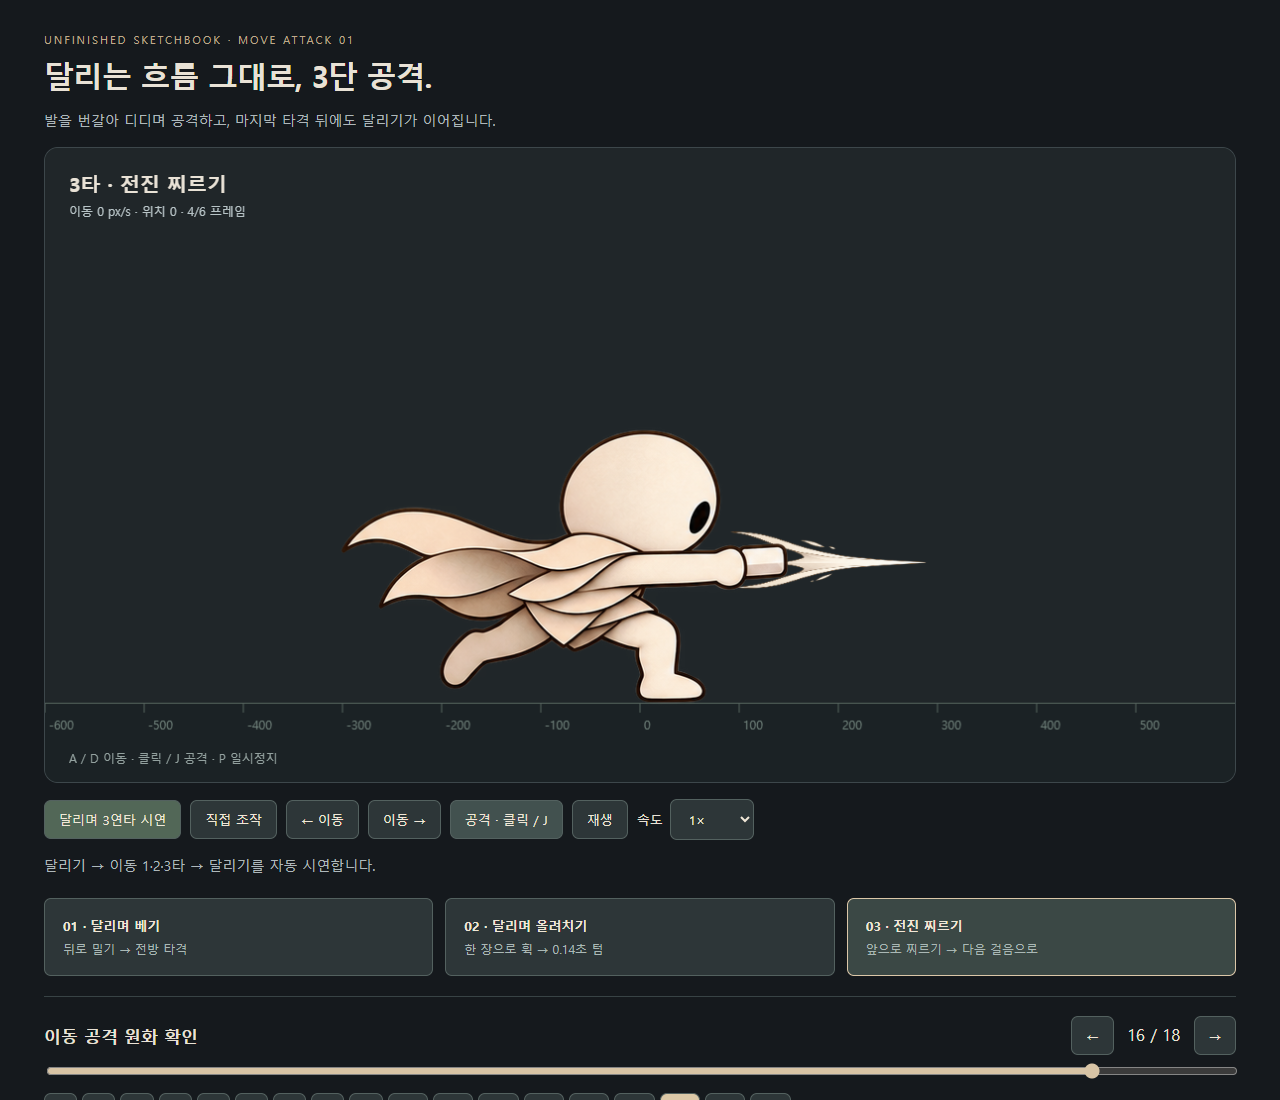 UNFINISHED SKETCHBOOK · MOVE ATTACK 01
달리는 흐름 그대로, 3단 공격.
발을 번갈아 디디며 공격하고, 마지막 타격 뒤에도 달리기가 이어집니다.
3타 · 전진 찌르기
이동 0 px/s · 위치 0 · 4/6 프레임
-600 -500 -400 -300 -200 -100 0 100 200 300 400 500
A / D 이동 · 클릭 / J 공격 · P 일시정지
달리며 3연타 시연 직접 조작 ← 이동 이동 → 공격 · 클릭 / J 재생 속도 1×
달리기 → 이동 1·2·3타 → 달리기를 자동 시연합니다.
01 · 달리며 베기
뒤로 밀기 → 전방 타격
02 · 달리며 올려치기
한 장으로 휙 → 0.14초 텀
03 · 전진 찌르기
앞으로 찌르기 → 다음 걸음으로
이동 공격 원화 확인
← 16 / 18 →